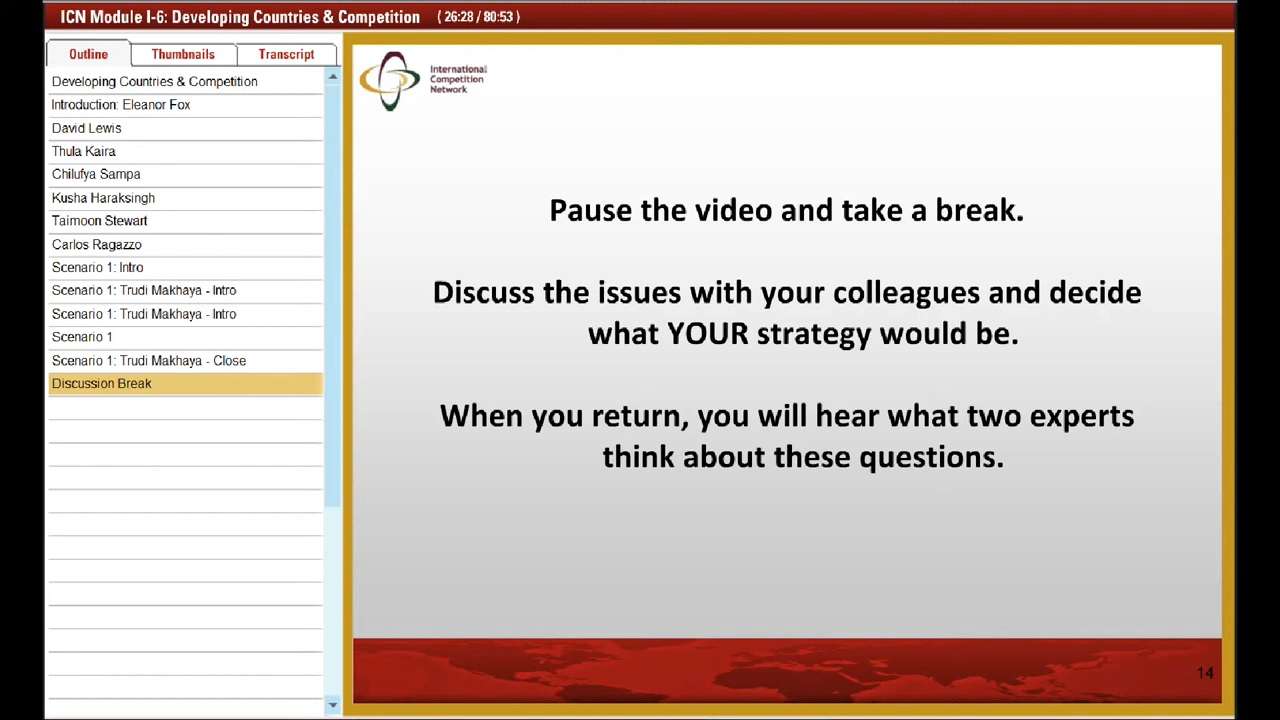 ICN Module I-6: Developing Countries & Competition ( 26:28 / 80:53 )
Outline Thumbnails Transcript
Developing Countries & Competition
Introduction: Eleanor Fox
David Lewis
Thula Kaira
Chilufya Sampa
Kusha Haraksingh
Taimoon Stewart
Carlos Ragazzo
Scenario 1: Intro
Scenario 1: Trudi Makhaya - Intro
Scenario 1: Trudi Makhaya - Intro
Scenario 1
Scenario 1: Trudi Makhaya - Close
Discussion Break
International
Competition
Network
Pause the video and take a break.
Discuss the issues with your colleagues and decide
what YOUR strategy would be.
When you return, you will hear what two experts
think about these questions.
14